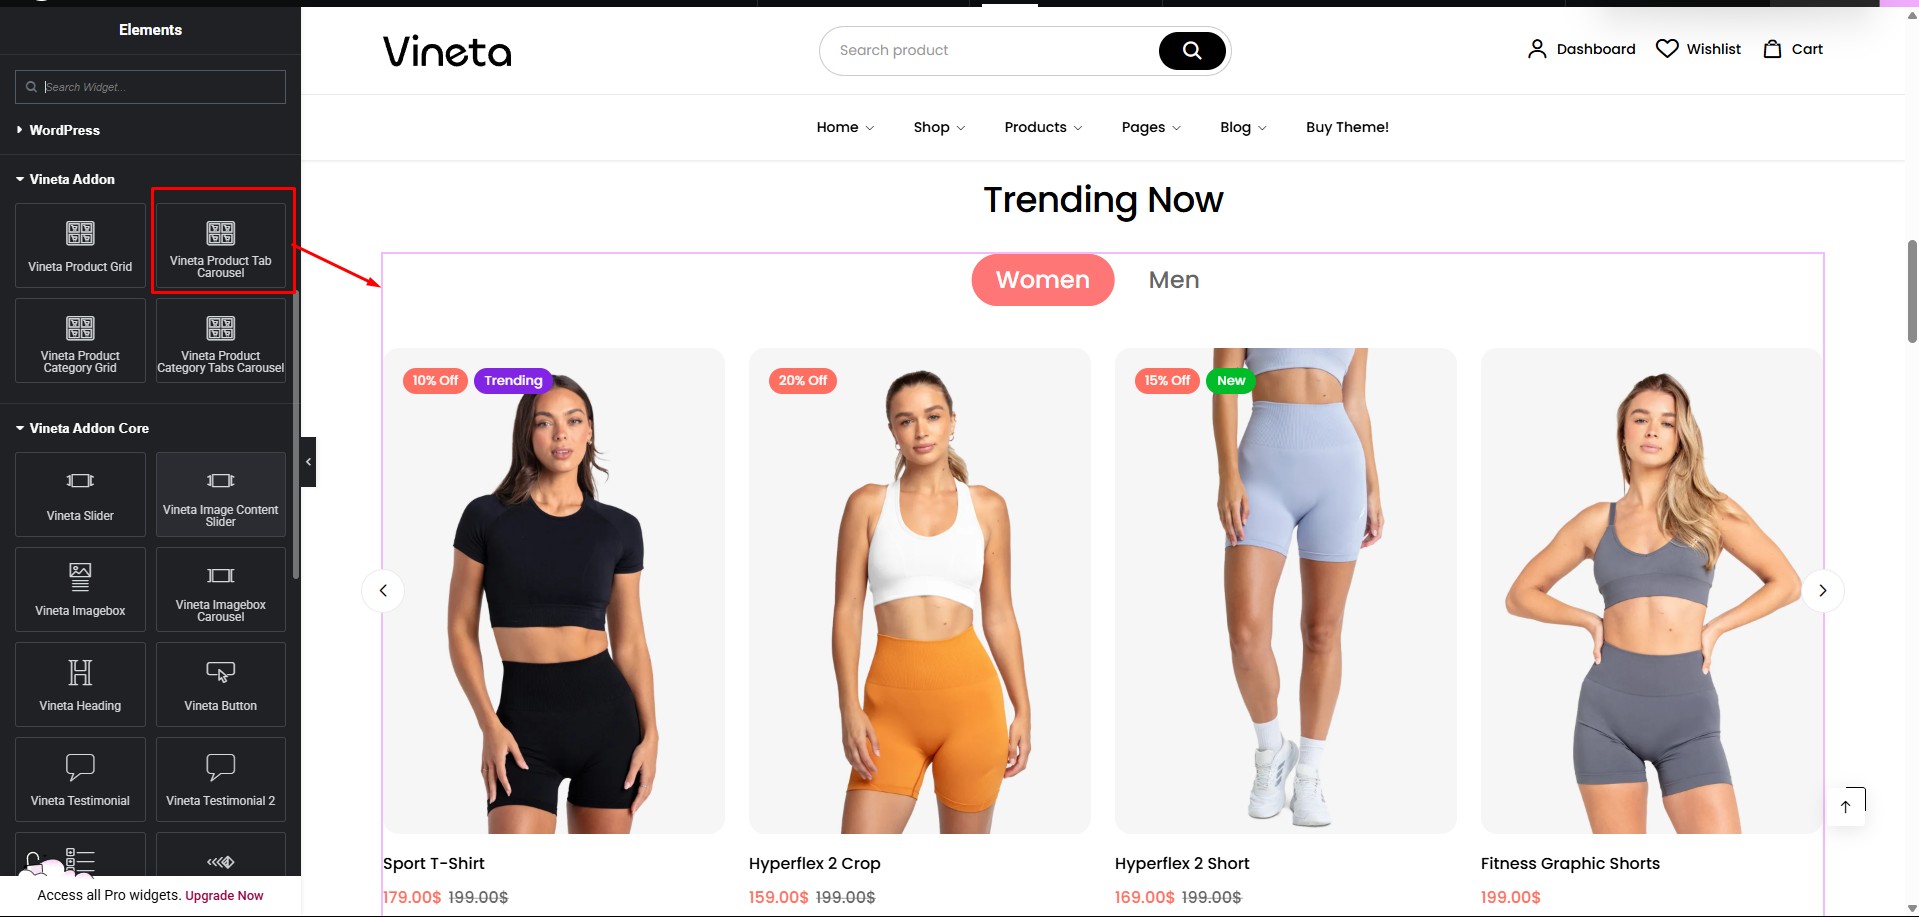 Elements
Search Widget...
WordPress
Vineta Addon
Vineta Product Grid
Vineta Product Tab
Carousel
Vineta Product
Category Grid
Vineta Product
Category Tabs Carousel
Vineta Addon Core
Vineta Slider
Vineta Image Content
Slider
Vineta Imagebox
Vineta Imagebox
Carousel
Vineta Heading
Vineta Button
Vineta Testimonial
Vineta Testimonial 2
Access all Pro widgets. Upgrade Now
Vineta
Search product
Dashboard
Wishlist
Cart
Home
Shop
Products
Pages
Blog
Buy Theme!
Trending Now
Women
Men
10% Off
Trending
20% Off
15% Off
New
Sport T-Shirt
179.00$ 199.00$
Hyperflex 2 Crop
159.00$ 199.00$
Hyperflex 2 Short
169.00$ 199.00$
Fitness Graphic Shorts
199.00$